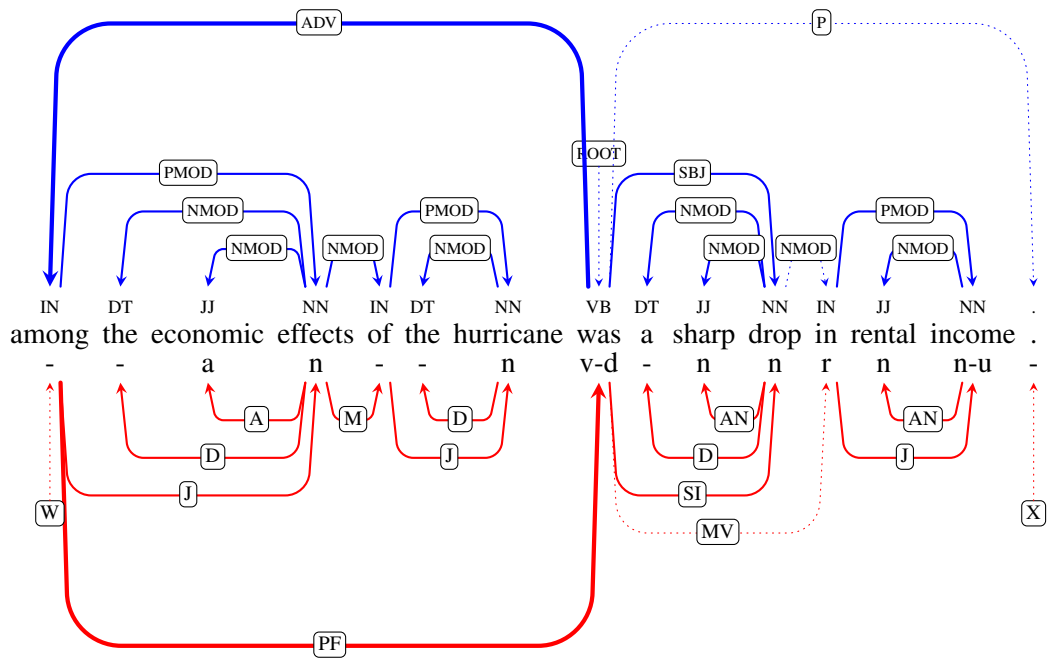 ADV P
ROOT
PMOD SBJ
NMOD PMOD NMOD PMOD
NMOD NMOD NMOD NMOD NMOD NMOD
IN DT JJ NN IN DT NN VB DT JJ NN IN JJ NN .
among the economic effects of the hurricane was a sharp drop in rental income .
- - a n - - n v-d - n n r n n-u -
A M D AN AN
D J D J
J SI
W X
MV
PF